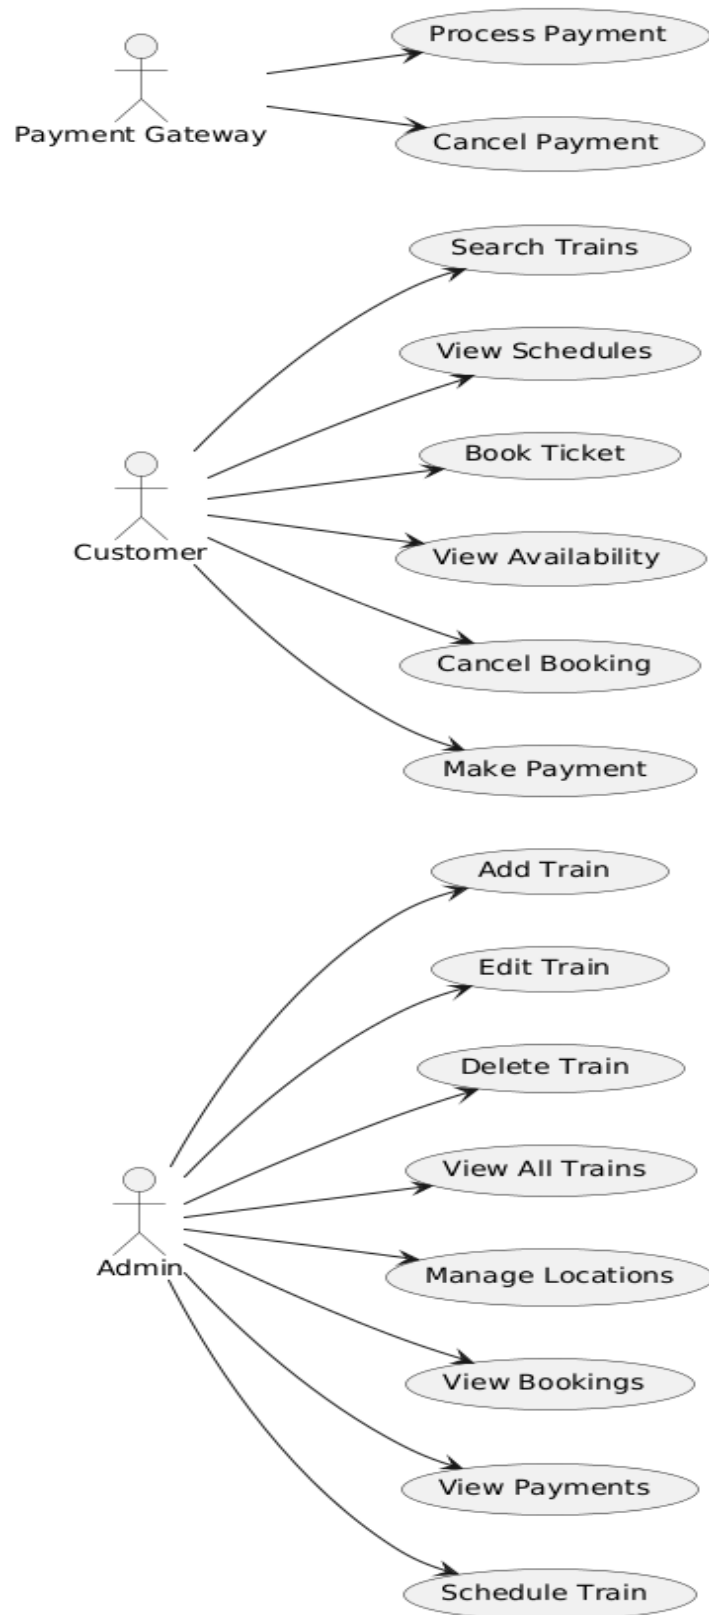 Process Payment
Payment Gateway
Cancel Payment
Search Trains
View Schedules
Book Ticket
Customer
View Availability
Cancel Booking
Make Payment
Add Train
Edit Train
Delete Train
View All Trains
Admin
Manage Locations
View Bookings
View Payments
Schedule Train